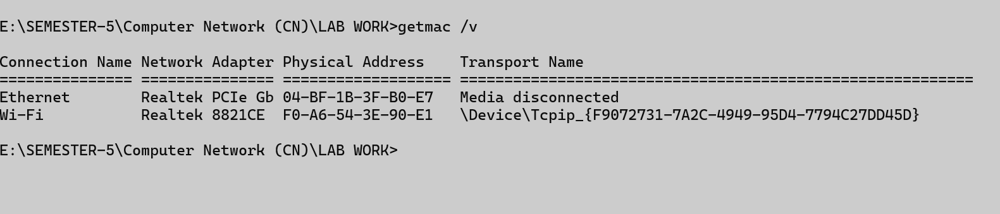 E:\SEMESTER-5\Computer Network (CN)\LAB WORK>getmac /v
Connection Name Network Adapter Physical Address    Transport Name
=============== =============== =================== ==========================================================
Ethernet        Realtek PCIe Gb 04-BF-1B-3F-B0-E7   Media disconnected
Wi-Fi           Realtek 8821CE  F0-A6-54-3E-90-E1   \Device\Tcpip_{F9072731-7A2C-4949-95D4-7794C27DD45D}
E:\SEMESTER-5\Computer Network (CN)\LAB WORK>